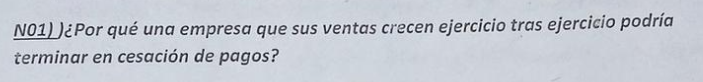 N01) )¿Por qué una empresa que sus ventas crecen ejercicio tras ejercicio podría
terminar en cesación de pagos?